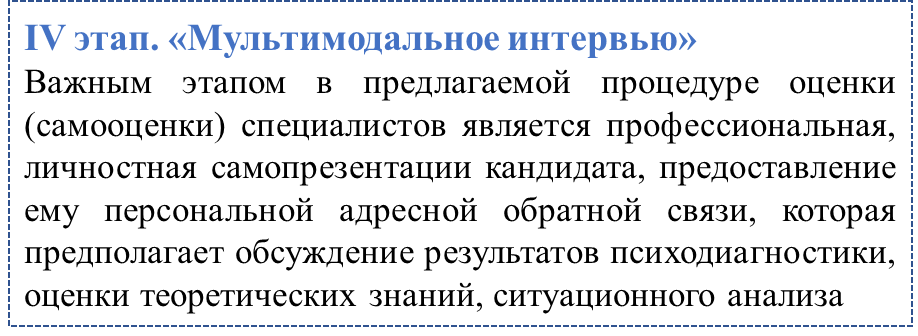 IV этап. «Мультимодальное интервью»
Важным этапом в предлагаемой процедуре оценки
(самооценки) специалистов является профессиональная,
личностная самопрезентации кандидата, предоставление
ему персональной адресной обратной связи, которая
предполагает обсуждение результатов психодиагностики,
оценки теоретических знаний, ситуационного анализа